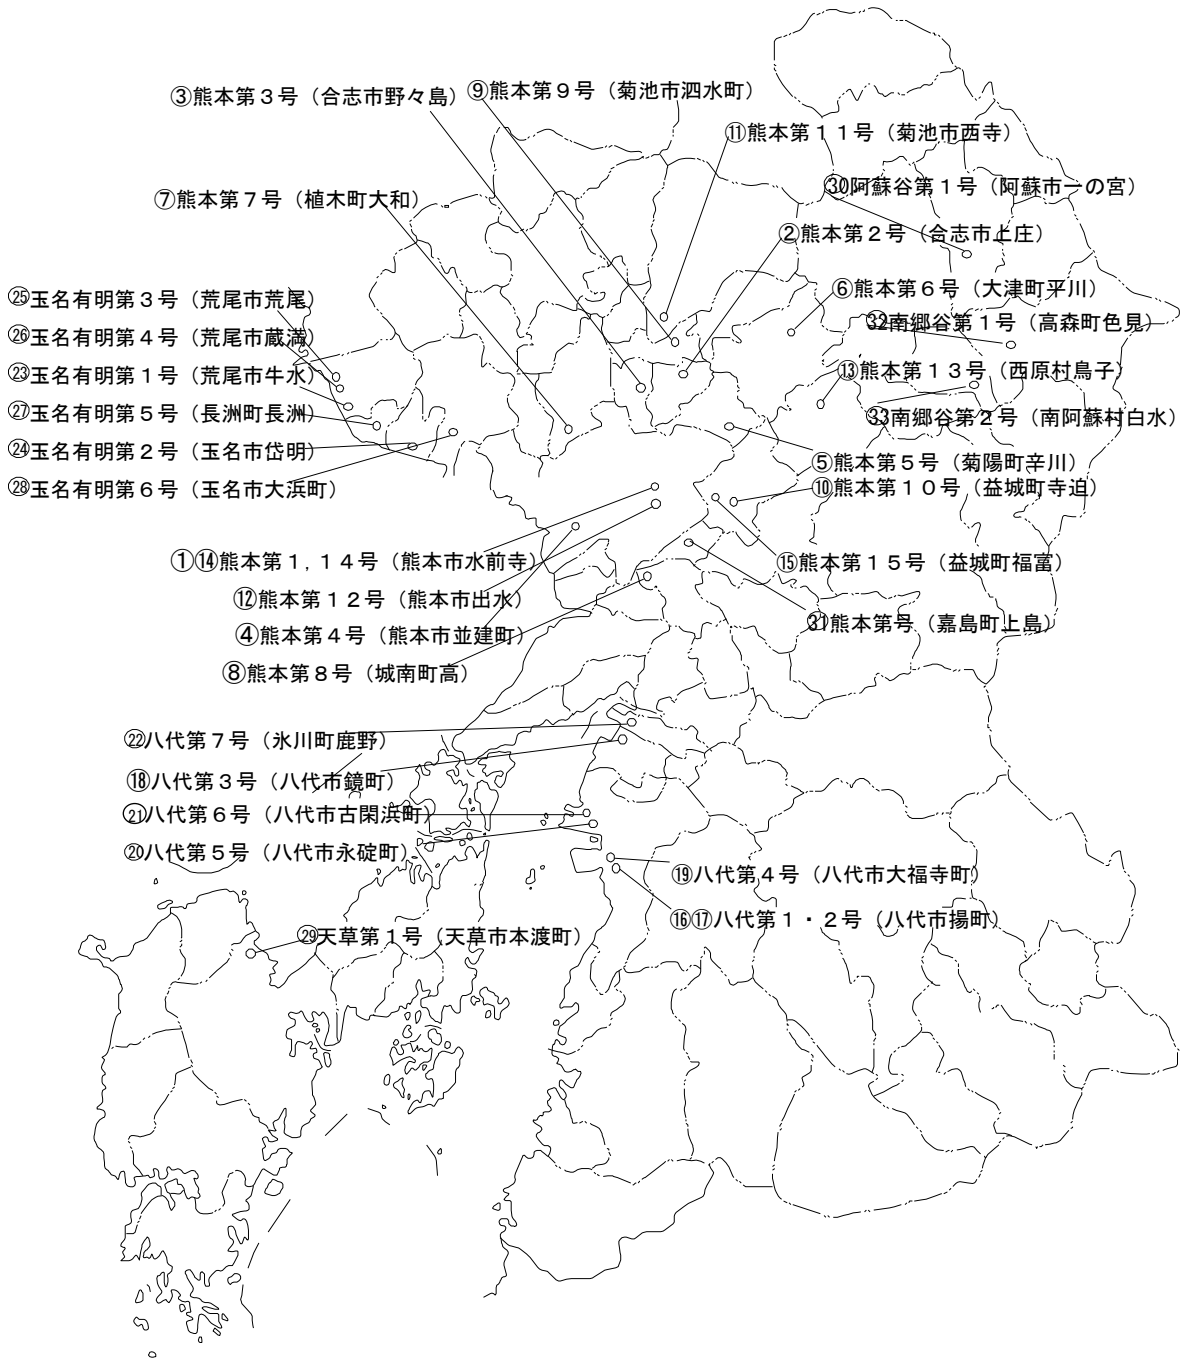 ③熊本第３号（合志市野々島）
⑨熊本第９号（菊池市泗水町）
⑪熊本第１１号（菊池市西寺）
㉚阿蘇谷第１号（阿蘇市一の宮）
⑦熊本第７号（植木町大和）
②熊本第２号（合志市上庄）
㉕玉名有明第３号（荒尾市荒尾）
⑥熊本第６号（大津町平川）
㉜南郷谷第１号（高森町色見）
㉖玉名有明第４号（荒尾市蔵満）
㉓玉名有明第１号（荒尾市牛水）
⑬熊本第１３号（西原村鳥子）
㉗玉名有明第５号（長洲町長洲）
㉝南郷谷第２号（南阿蘇村白水）
㉔玉名有明第２号（玉名市岱明）
⑤熊本第５号（菊陽町辛川）
㉘玉名有明第６号（玉名市大浜町）
⑩熊本第１０号（益城町寺迫）
①⑭熊本第１,１４号（熊本市水前寺）
⑮熊本第１５号（益城町福富）
⑫熊本第１２号（熊本市出水）
㉛熊本第号（嘉島町上島）
④熊本第４号（熊本市並建町）
⑧熊本第８号（城南町高）
㉒八代第７号（氷川町鹿野）
⑱八代第３号（八代市鏡町）
㉑八代第６号（八代市古閑浜町）
⑳八代第５号（八代市永碇町）
⑲八代第４号（八代市大福寺町）
⑯⑰八代第１・２号（八代市揚町）
㉙天草第１号（天草市本渡町）